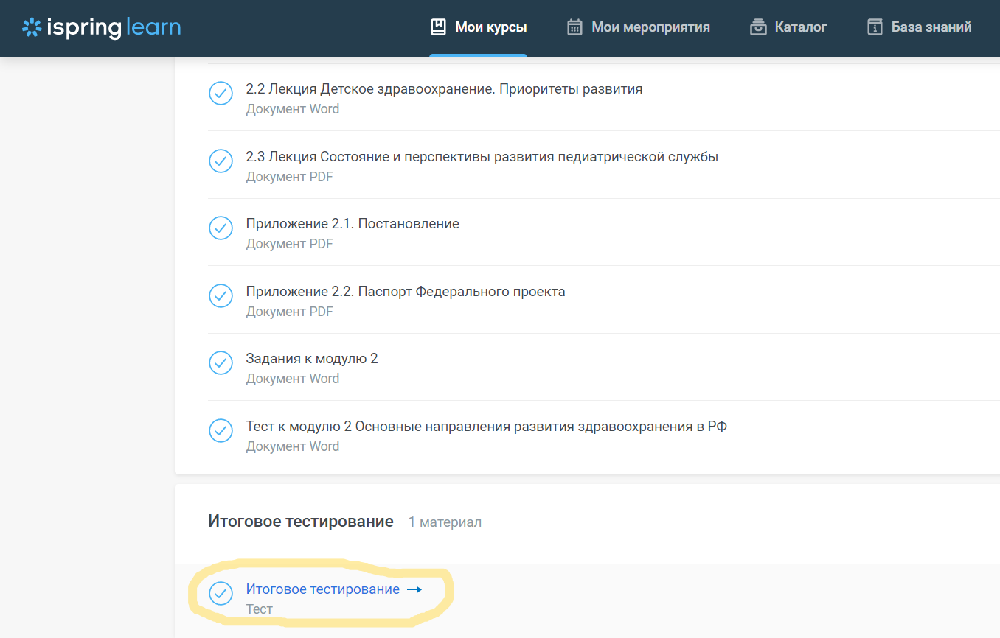 ispring learn
Мои курсы
Мои мероприятия
Каталог
База знаний
2.2 Лекция Детское здравоохранение. Приоритеты развития
Документ Word
2.3 Лекция Состояние и перспективы развития педиатрической службы
Документ PDF
Приложение 2.1. Постановление
Документ PDF
Приложение 2.2. Паспорт Федерального проекта
Документ PDF
Задания к модулю 2
Документ Word
Тест к модулю 2 Основные направления развития здравоохранения в РФ
Документ Word
Итоговое тестирование 1 материал
Итоговое тестирование →
Тест